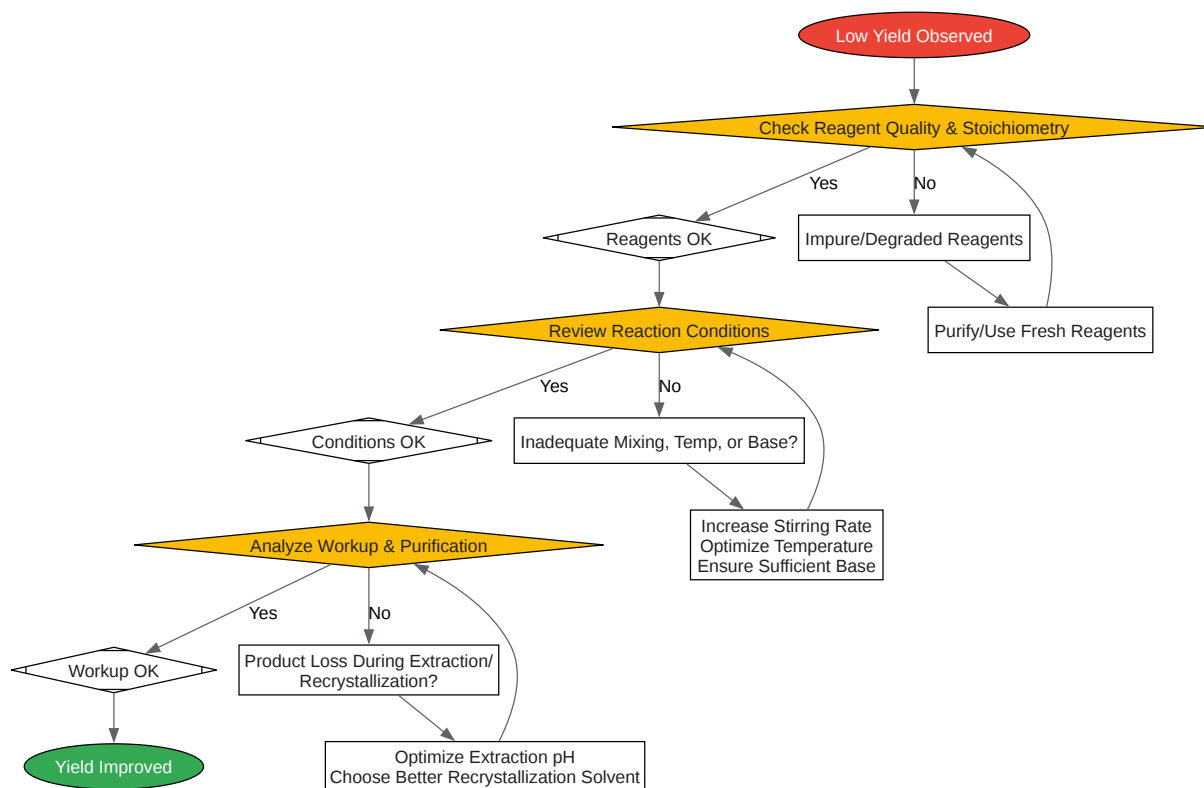 Low Yield Observed
Check Reagent Quality & Stoichiometry
Yes
No
Reagents OK
Impure/Degraded Reagents
Purify/Use Fresh Reagents
Review Reaction Conditions
Yes
No
Conditions OK
Inadequate Mixing, Temp, or Base?
Increase Stirring Rate
Optimize Temperature
Ensure Sufficient Base
Analyze Workup & Purification
Yes
No
Workup OK
Product Loss During Extraction/
Recrystallization?
Yield Improved
Optimize Extraction pH
Choose Better Recrystallization Solvent